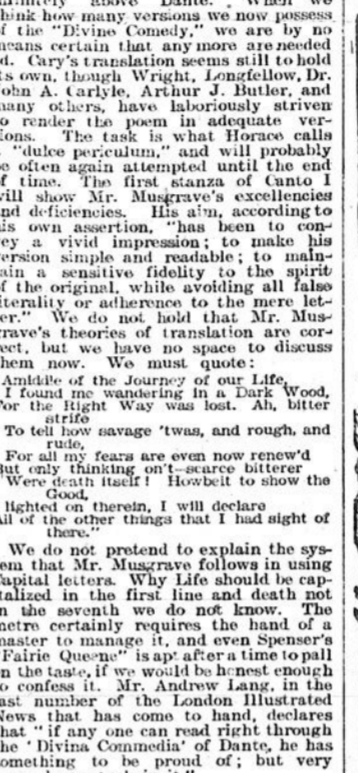 above Dante. When we
think how many versions we now possess
of the "Divine Comedy," we are by no
means certain that any more are needed
d. Cary's translation seems still to hold
its own, though Wright, Longfellow, Dr.
John A. Carlyle, Arthur J. Butler, and
many others, have laboriously striven
to render the poem in adequate ver-
sions. The task is what Horace calls
"dulce periculum," and will probably
be often again attempted until the end
of time. The first stanza of Canto I
will show Mr. Musgrave's excellencies
and deficiencies. His aim, according to
his own assertion, "has been to con-
vey a vivid impression; to make his
version simple and readable; to main-
tain a sensitive fidelity to the spirit
of the original, while avoiding all false
literality or adherence to the mere let-
ter." We do not hold that Mr. Mus-
grave's theories of translation are cor-
rect, but we have no space to discuss
them now. We must quote:
Amiddle of the Journey of our Life,
I found me wandering in a Dark Wood,
For the Right Way was lost. Ah, bitter
strife
To tell how savage 'twas, and rough, and
rude,
For all my fears are even now renew'd
But only thinking on't—scarce bitterer
Were death itself! Howbeit to show the
Good,
I lighted on therein, I will declare
All of the other things that I had sight of
there."
We do not pretend to explain the sys-
tem that Mr. Musgrave follows in using
capital letters. Why Life should be cap-
italized in the first line and death not
in the seventh we do not know. The
metre certainly requires the hand of a
master to manage it, and even Spenser's
"Fairie Queene" is apt after a time to pall
on the taste, if we would be honest enough
to confess it. Mr. Andrew Lang, in the
last number of the London Illustrated
News that has come to hand, declares
that "if any one can read right through
the 'Divina Commedia' of Dante, he has
something to be proud of; but very